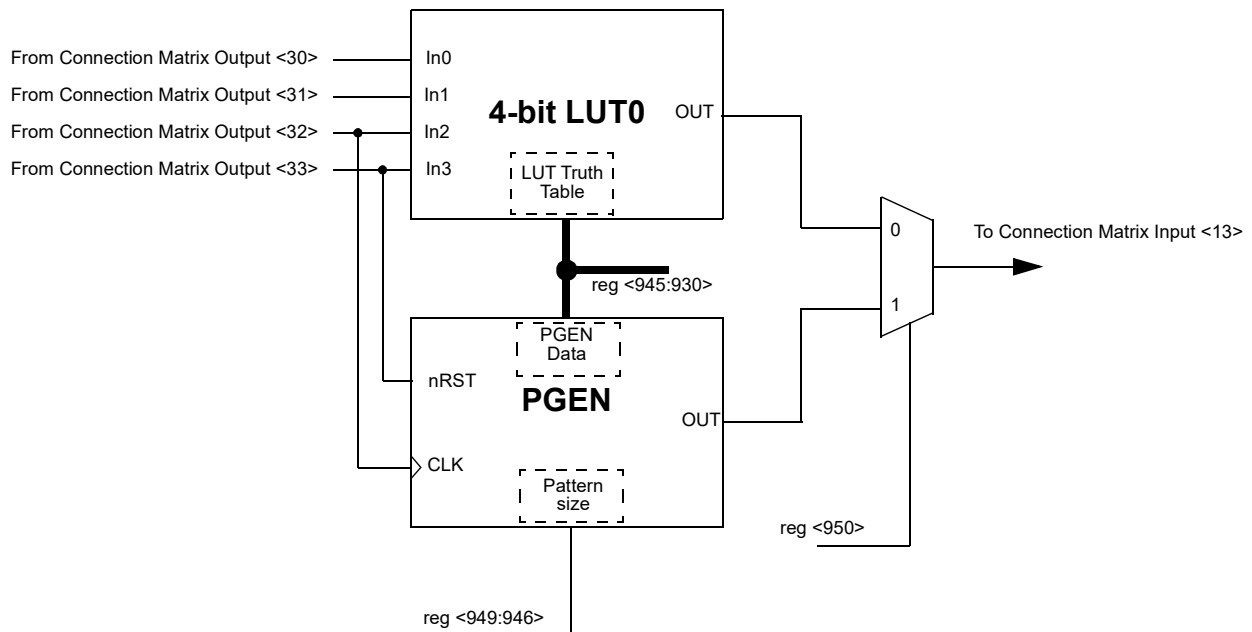 From Connection Matrix Output <30>
In0
From Connection Matrix Output <31>
In1
4-bit LUT0
OUT
From Connection Matrix Output <32>
In2
From Connection Matrix Output <33>
In3
LUT Truth
Table
0
To Connection Matrix Input <13>
reg <945:930>
1
PGEN
Data
nRST
PGEN
OUT
CLK
Pattern
size
reg <950>
reg <949:946>